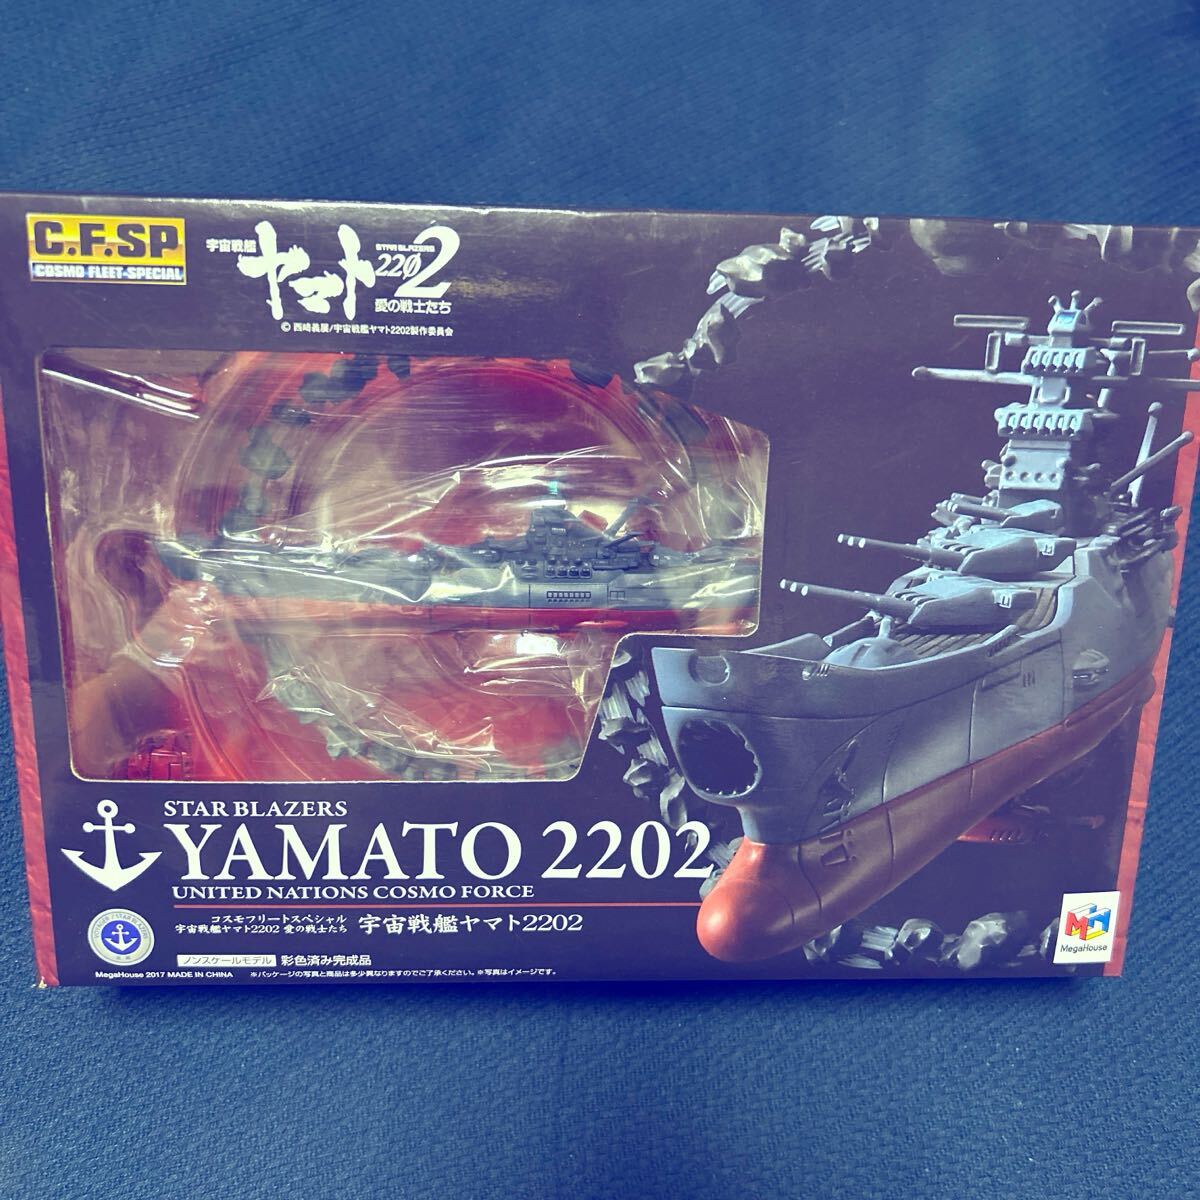 C.F.SP
COSMO FLEET-SPECIAL
宇宙戦艦
ヤマト
STAR BLAZERS
2202
愛の戦士たち
© 西﨑義展/宇宙戦艦ヤマト2202製作委員会
STAR BLAZERS
YAMATO 2202
UNITED NATIONS COSMO FORCE
コスモフリートスペシャル
宇宙戦艦ヤマト2202 愛の戦士たち
宇宙戦艦ヤマト2202
ノンスケールモデル 彩色済み完成品
MegaHouse 2017 MADE IN CHINA ※パッケージの写真と商品は多少異なりますのでご了承ください。※写真はイメージです。
MegaHouse